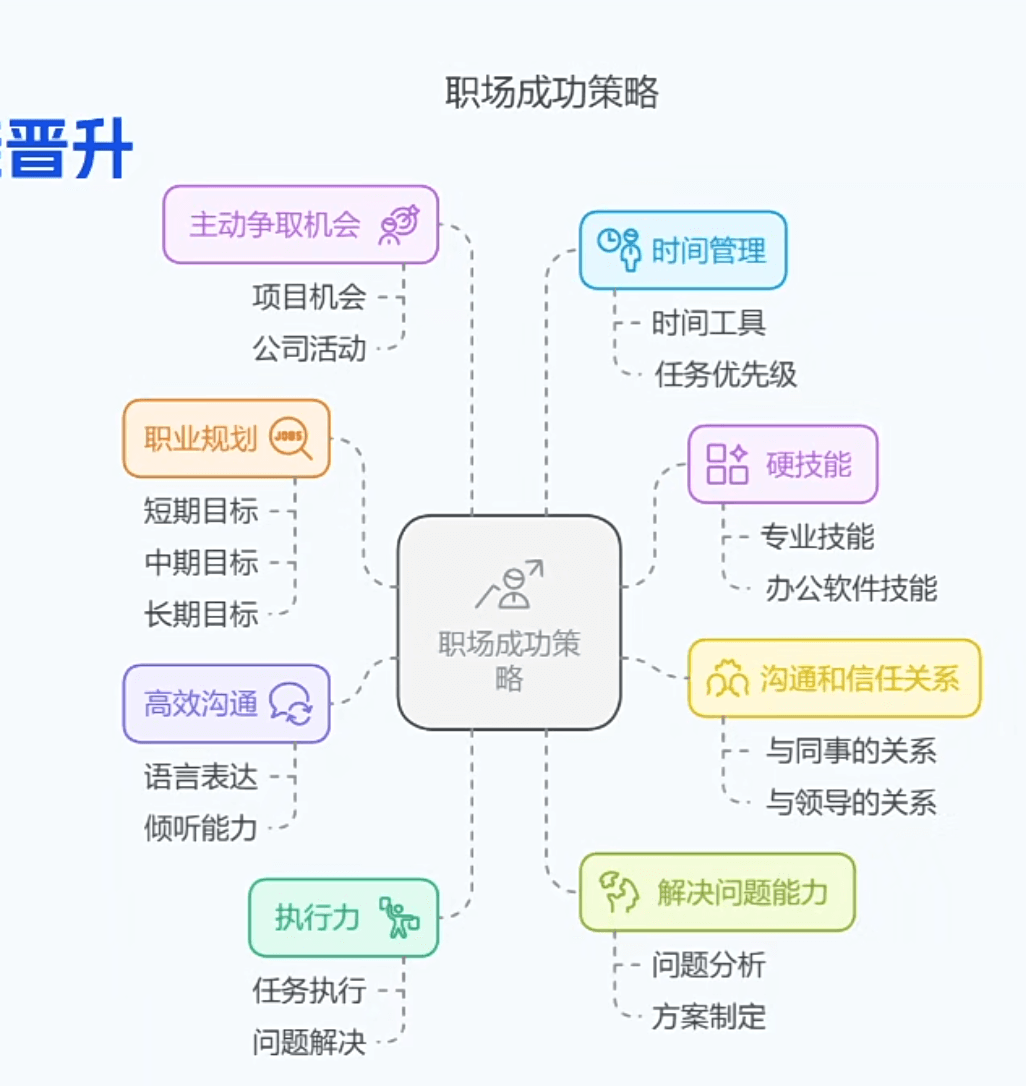 职场成功策略
晋升
主动争取机会
项目机会
公司活动
时间管理
时间工具
任务优先级
职业规划
JOBS
短期目标
中期目标
长期目标
硬技能
专业技能
办公软件技能
职场成功策
略
高效沟通
语言表达
倾听能力
沟通和信任关系
与同事的关系
与领导的关系
执行力
任务执行
问题解决
解决问题能力
问题分析
方案制定